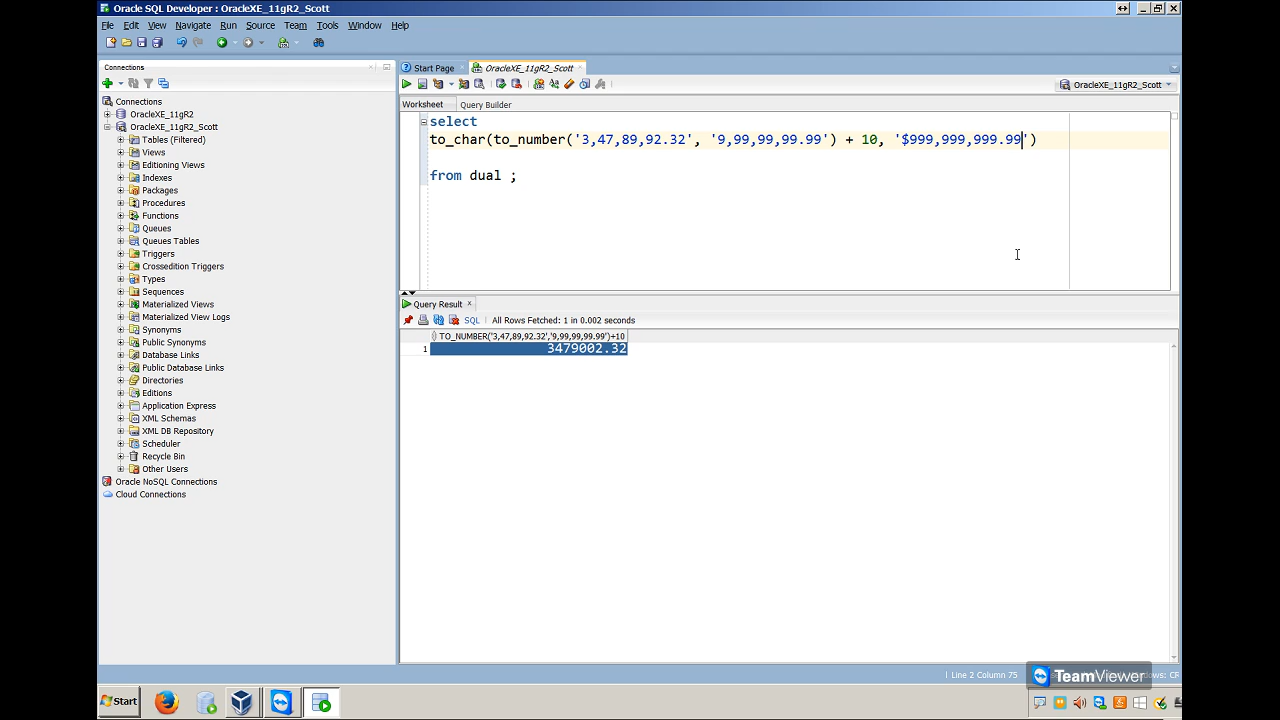 Oracle SQL Developer : OracleXE_11gR2_Scott
File Edit View Navigate Run Source Team Tools Window Help
Connections
Start Page
OracleXE_11gR2_Scott
OracleXE_11gR2_Scott
Worksheet Query Builder
Connections
OracleXE_11gR2
OracleXE_11gR2_Scott
Tables (Filtered)
Views
Editioning Views
Indexes
Packages
Procedures
Functions
Queues
Queues Tables
Triggers
Crossedition Triggers
Types
Sequences
Materialized Views
Materialized View Logs
Synonyms
Public Synonyms
Database Links
Public Database Links
Directories
Editions
Application Express
XML Schemas
XML DB Repository
Scheduler
Recycle Bin
Other Users
Oracle NoSQL Connections
Cloud Connections
select
to_char(to_number('3,47,89,92.32', '9,99,99,99.99') + 10, '$999,999,999.99')
from dual ;
Query Result
SQL All Rows Fetched: 1 in 0.002 seconds
TO_NUMBER('3,47,89,92.32','9,99,99,99.99')+10
1 3479002.32
Line 2 Column 75
TeamViewer
Start